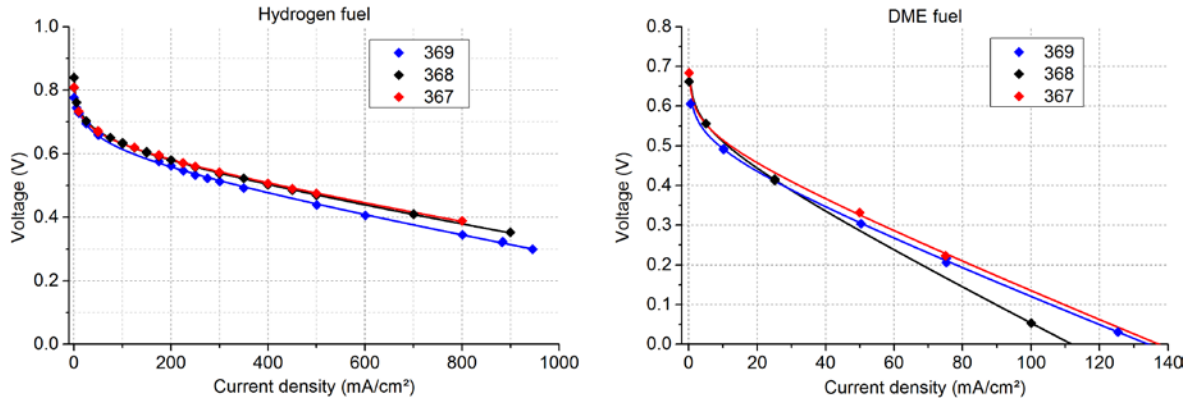 Hydrogen fuel
1.0
0.8
0.6
0.4
0.2
0.0
Voltage (V)
369
368
367
0 200 400 600 800 1000
Current density (mA/cm²)
DME fuel
0.8
0.7
0.6
0.5
0.4
0.3
0.2
0.1
0.0
Voltage (V)
369
368
367
0 20 40 60 80 100 120 140
Current density (mA/cm²)